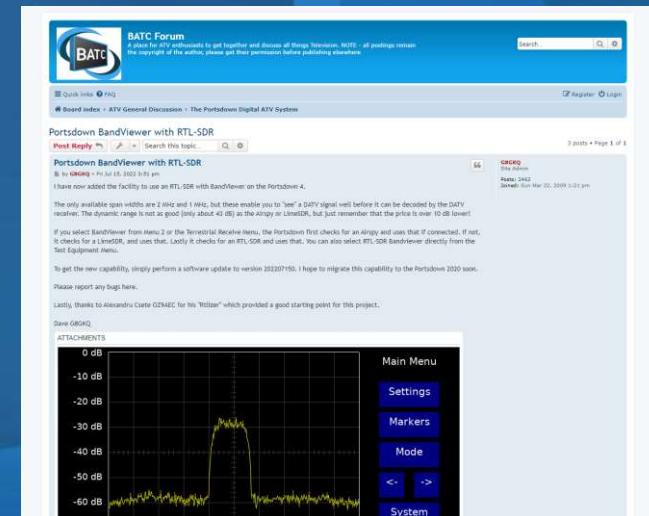 BATC
BATC Forum
A place for ATV enthusiasts to get together and discuss all things Television. NOTE - all postings remain
the copyright of the author, please get their permission before publishing elsewhere
Search…
Quick links FAQ
Register Login
Board index ‹ ATV General Discussion ‹ The Portsdown Digital ATV System
Portsdown BandViewer with RTL-SDR
Post Reply
Search this topic…
3 posts • Page 1 of 1
Portsdown BandViewer with RTL-SDR
by G8GKQ » Fri Jul 15, 2022 3:51 pm
I have now added the facility to use an RTL-SDR with BandViewer on the Portsdown 4.
The only available span widths are 2 MHz and 1 MHz, but these enable you to "see" a DATV signal well before it can be decoded by the DATV
receiver. The dynamic range is not as good (only about 43 dB) as the Airspy or LimeSDR, but just remember that the price is over 10 dB lower!
If you select BandViewer from Menu 2 or the Terrestrial Receive Menu, the Portsdown first checks for an Airspy and uses that if connected. If not,
it checks for a LimeSDR, and uses that. Lastly it checks for an RTL-SDR and uses that. You can also select RTL-SDR Bandviewer directly from the
Test Equipment Menu.
To get the new capability, simply perform a software update to version 202207150. I hope to migrate this capability to the Portsdown 2020 soon.
Please report any bugs here.
Lastly, thanks to Alexandru Csete OZ9AEC for his "Rtlizer" which provided a good starting point for this project.
Dave G8GKQ
G8GKQ
Site Admin
Posts: 2462
Joined: Sun Mar 22, 2009 1:21 pm
ATTACHMENTS
0 dB
-10 dB
-20 dB
-30 dB
-40 dB
-50 dB
-60 dB
Main Menu
Settings
Markers
Mode
<- ->
System